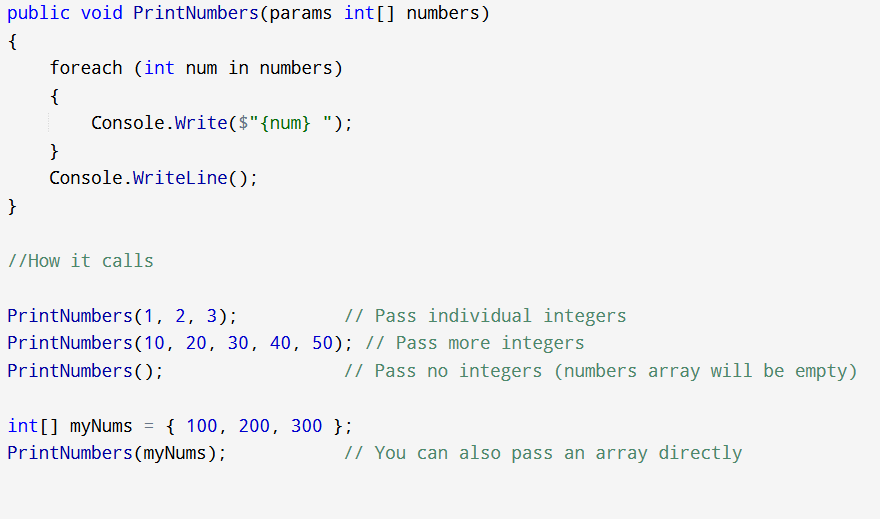 public void PrintNumbers(params int[] numbers)
{
    foreach (int num in numbers)
    {
        Console.Write($"{num} ");
    }
    Console.WriteLine();
}
//How it calls
PrintNumbers(1, 2, 3);          // Pass individual integers
PrintNumbers(10, 20, 30, 40, 50); // Pass more integers
PrintNumbers();                 // Pass no integers (numbers array will be empty)
int[] myNums = { 100, 200, 300 };
PrintNumbers(myNums);           // You can also pass an array directly